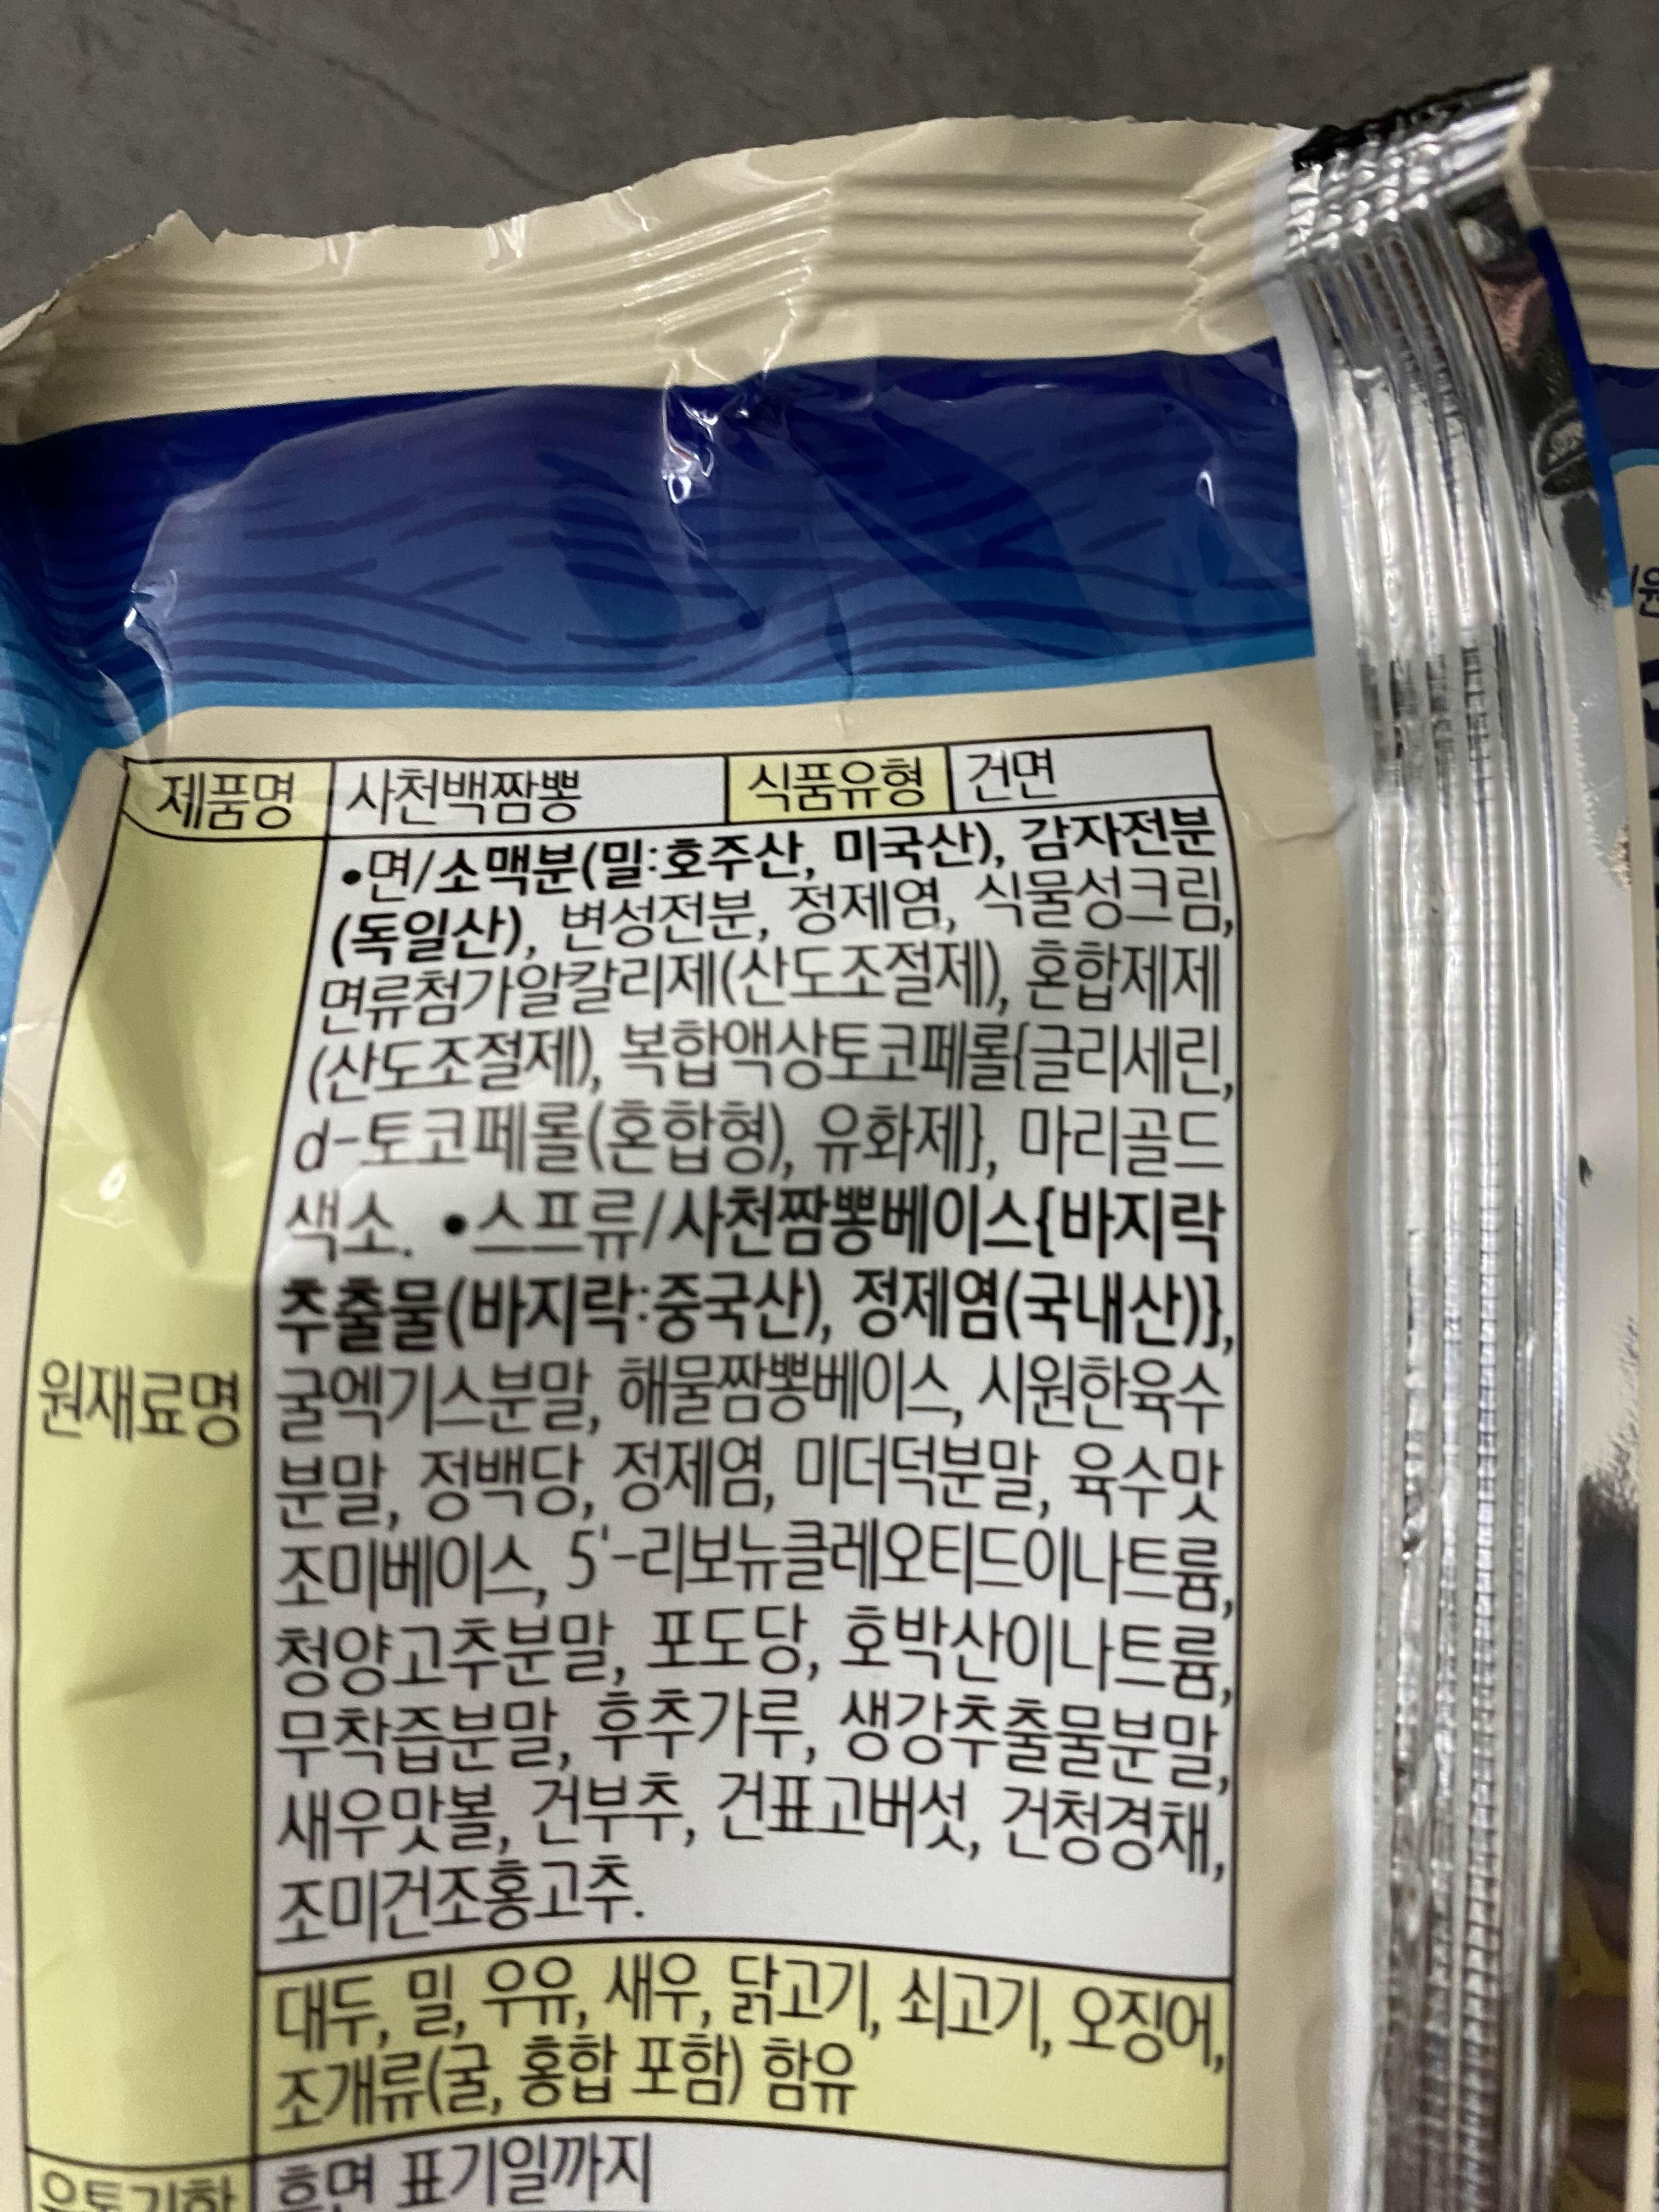 제품명 사천백짬뽕 식품유형 건면
•면/소맥분(밀:호주산, 미국산), 감자전분
(독일산), 변성전분, 정제염, 식물성크림,
면류첨가알칼리제(산도조절제), 혼합제제
(산도조절제), 복합액상토코페롤{글리세린,
d-토코페롤(혼합형), 유화제}, 마리골드
색소. •스프류/사천짬뽕베이스{바지락
추출물(바지락:중국산), 정제염(국내산)},
원재료명
굴엑기스분말, 해물짬뽕베이스, 시원한육수
분말, 정백당, 정제염, 미더덕분말, 육수맛
조미베이스, 5'-리보뉴클레오티드이나트륨,
청양고추분말, 포도당, 호박산이나트륨,
무착즙분말, 후추가루, 생강추출물분말,
새우맛볼, 건부추, 건표고버섯, 건청경채,
조미건조홍고추.
대두, 밀, 우유, 새우, 닭고기, 쇠고기, 오징어,
조개류(굴, 홍합 포함) 함유
유통기한 후면 표기일까지